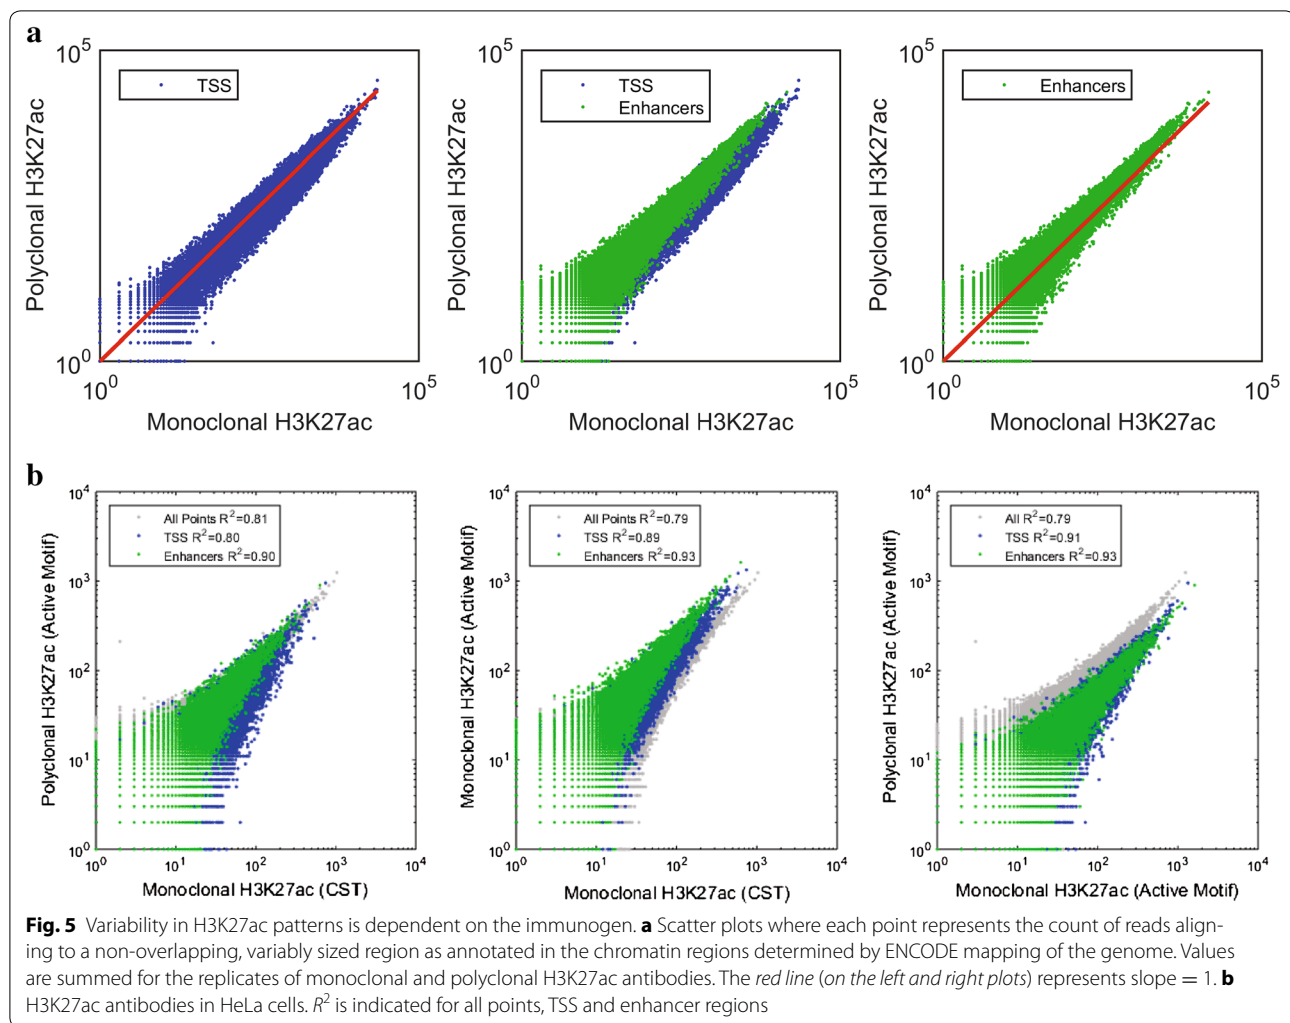 a
10^5
TSS
Polyclonal H3K27ac
10^0
10^0
10^5
Monoclonal H3K27ac
10^5
TSS
Enhancers
Polyclonal H3K27ac
10^0
10^0
10^5
Monoclonal H3K27ac
10^5
Enhancers
Polyclonal H3K27ac
10^0
10^0
10^5
Monoclonal H3K27ac
b
10^4
10^3
10^2
10^1
10^0
All Points R^2=0.81
TSS R^2=0.80
Enhancers R^2=0.90
Polyclonal H3K27ac (Active Motif)
10^0 10^1 10^2 10^3 10^4
Monoclonal H3K27ac (CST)
10^4
10^3
10^2
10^1
10^0
All Points R^2=0.79
TSS R^2=0.89
Enhancers R^2=0.93
Monoclonal H3K27ac (Active Motif)
10^0 10^1 10^2 10^3 10^4
Monoclonal H3K27ac (CST)
10^4
10^3
10^2
10^1
10^0
All R^2=0.79
TSS R^2=0.91
Enhancers R^2=0.93
Polyclonal H3K27ac (Active Motif)
10^0 10^1 10^2 10^3 10^4
Monoclonal H3K27ac (Active Motif)
Fig. 5 Variability in H3K27ac patterns is dependent on the immunogen. a Scatter plots where each point represents the count of reads align-
ing to a non-overlapping, variably sized region as annotated in the chromatin regions determined by ENCODE mapping of the genome. Values
are summed for the replicates of monoclonal and polyclonal H3K27ac antibodies. The red line (on the left and right plots) represents slope = 1. b
H3K27ac antibodies in HeLa cells. R^2 is indicated for all points, TSS and enhancer regions